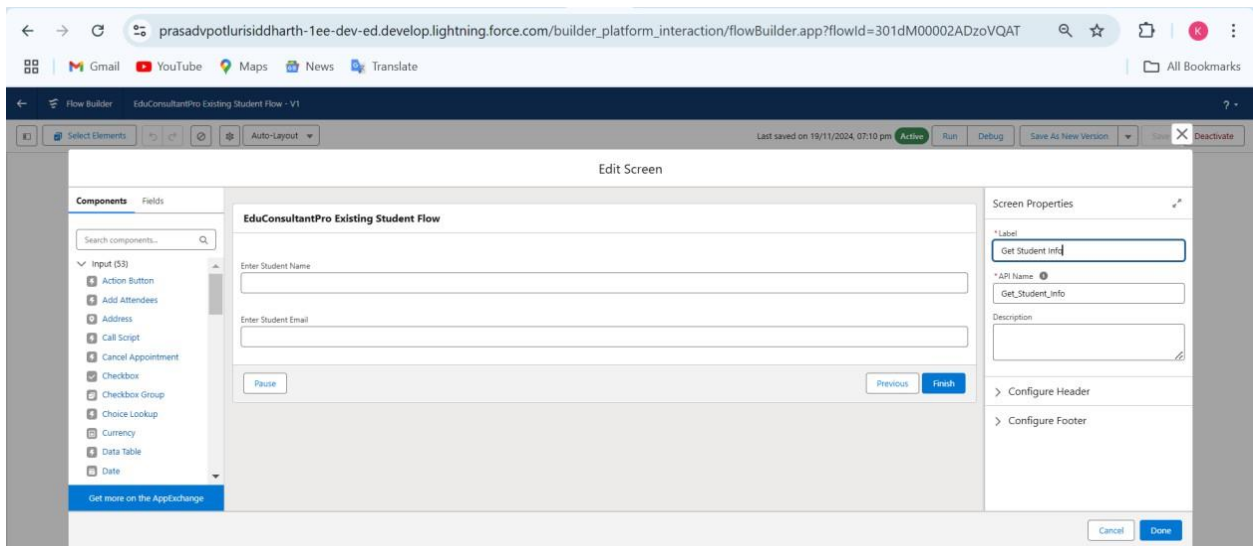 prasadvpotlurisiddharth-1ee-dev-ed.develop.lightning.force.com/builder_platform_interaction/flowBuilder.app?flowId=301dM00002ADzoVQAT
K
Gmail YouTube Maps News Translate All Bookmarks
Flow Builder EduConsultantPro Existing Student Flow - V1 ?
Select Elements Auto-Layout Last saved on 19/11/2024, 07:10 pm Active Run Debug Save As New Version Save Deactivate
Edit Screen
Components Fields
Search components...
Input (53)
Action Button
Add Attendees
Address
Call Script
Cancel Appointment
Checkbox
Checkbox Group
Choice Lookup
Currency
Data Table
Date
Get more on the AppExchange
EduConsultantPro Existing Student Flow
Enter Student Name
Enter Student Email
Pause Previous Finish
Screen Properties
*Label
Get Student Info
*API Name
Get_Student_Info
Description
Configure Header
Configure Footer
Cancel Done